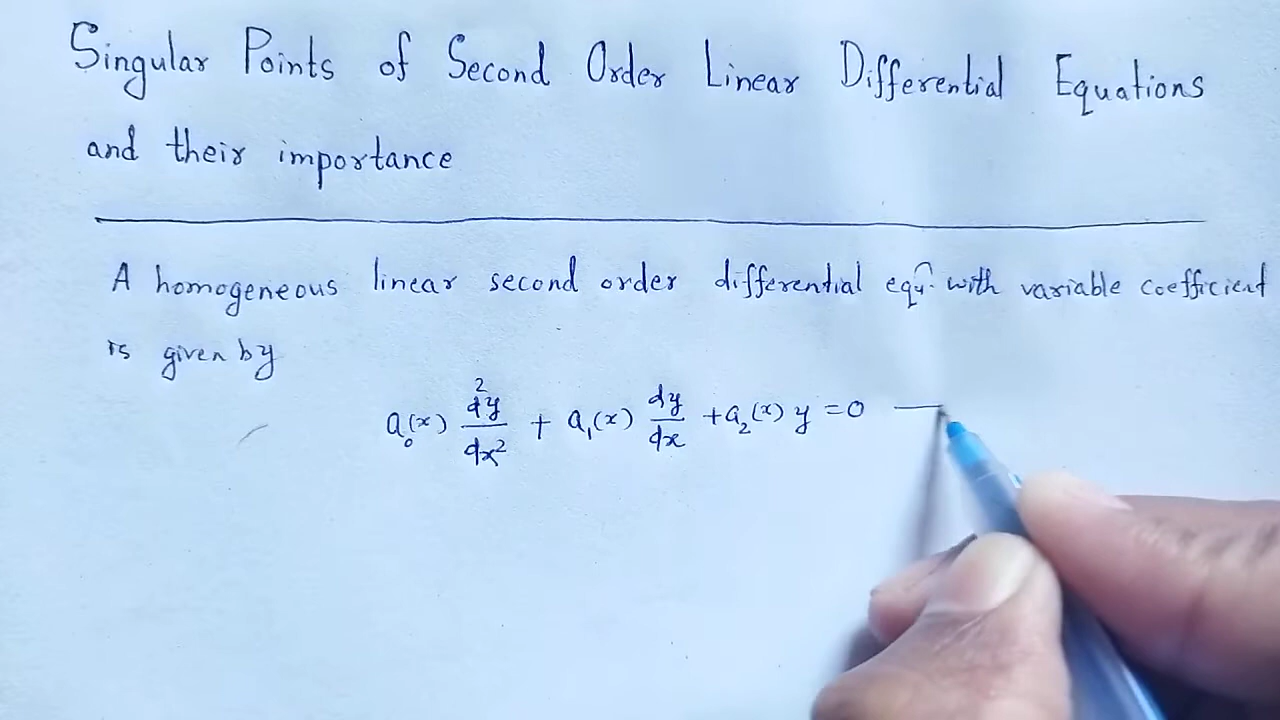 Singular Points of Second Order Linear Differential Equations
and their importance
A homogeneous linear second order differential equⁿ. with variable coefficient
is given by
a₀(x) d²y/dx² + a₁(x) dy/dx + a₂(x) y = 0 —